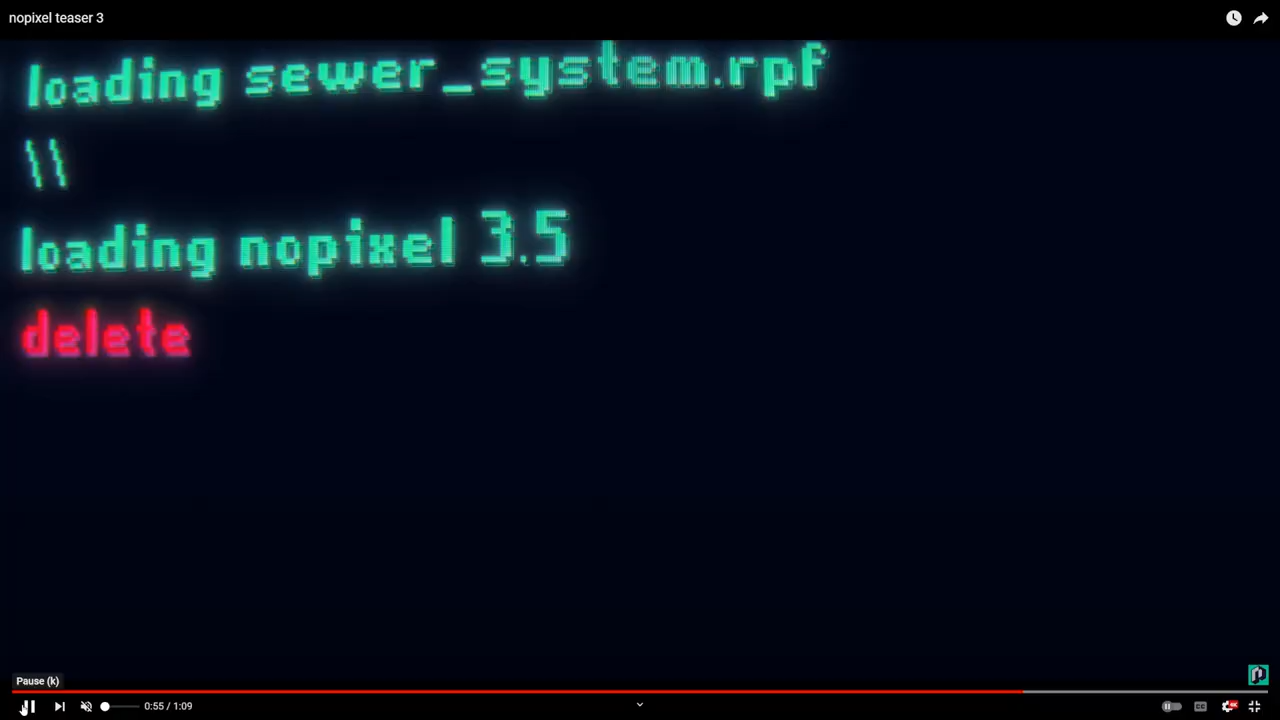 nopixel teaser 3
loading sewer_system.rpf
\\
loading nopixel 3.5
delete
Pause (k)
0:55 / 1:09